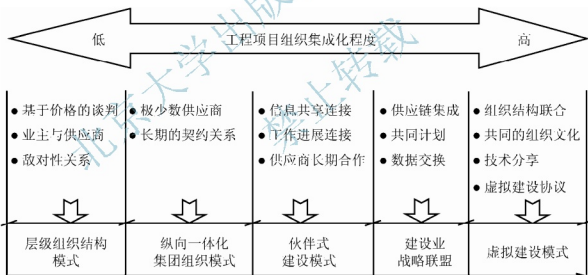 低
工程项目组织集成化程度
高
●基于价格的谈判
●业主与供应商
●敌对性关系
●极少数供应商
●长期的契约关系
●信息共享连接
●工作进展连接
●供应商长期合作
●供应链集成
●共同计划
●数据交换
●组织结构联合
●共同的组织文化
●技术分享
●虚拟建设协议
层级组织结构
模式
纵向一体化
集团组织模式
伙伴式
建设模式
建设业
战略联盟
虚拟建设模式
北京大学出版
禁止转载